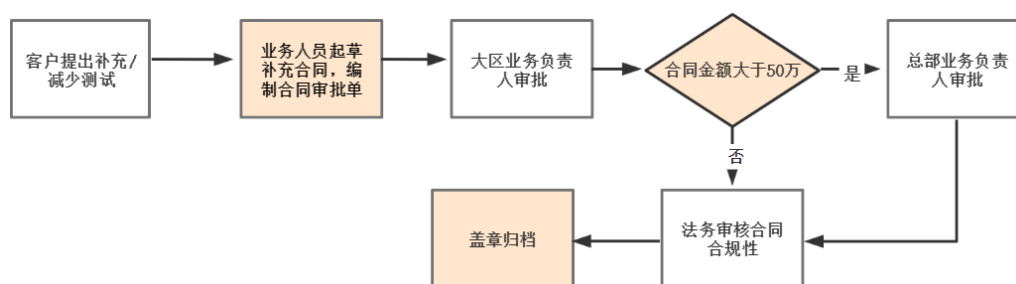 客户提出补充/
减少测试
业务人员起草
补充合同，编
制合同审批单
大区业务负责
人审批
合同金额大于50万
是
总部业务负责
人审批
否
法务审核合同
合规性
盖章归档